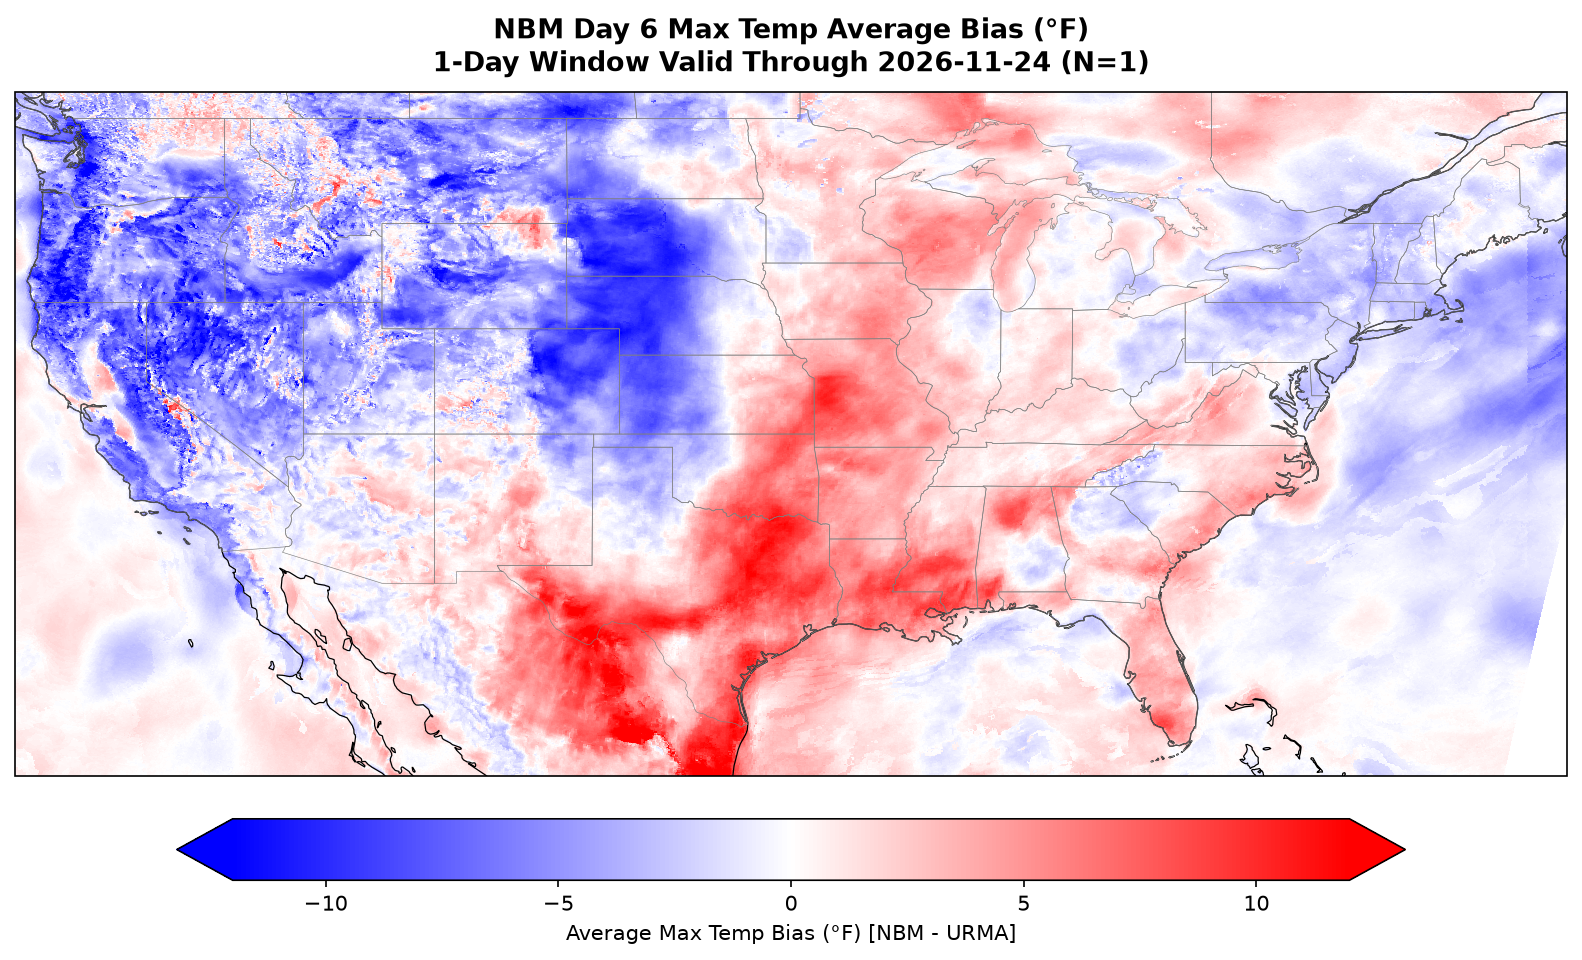 NBM Day 6 Max Temp Average Bias (°F)
1-Day Window Valid Through 2026-11-24 (N=1)
−10 −5 0 5 10
Average Max Temp Bias (°F) [NBM - URMA]